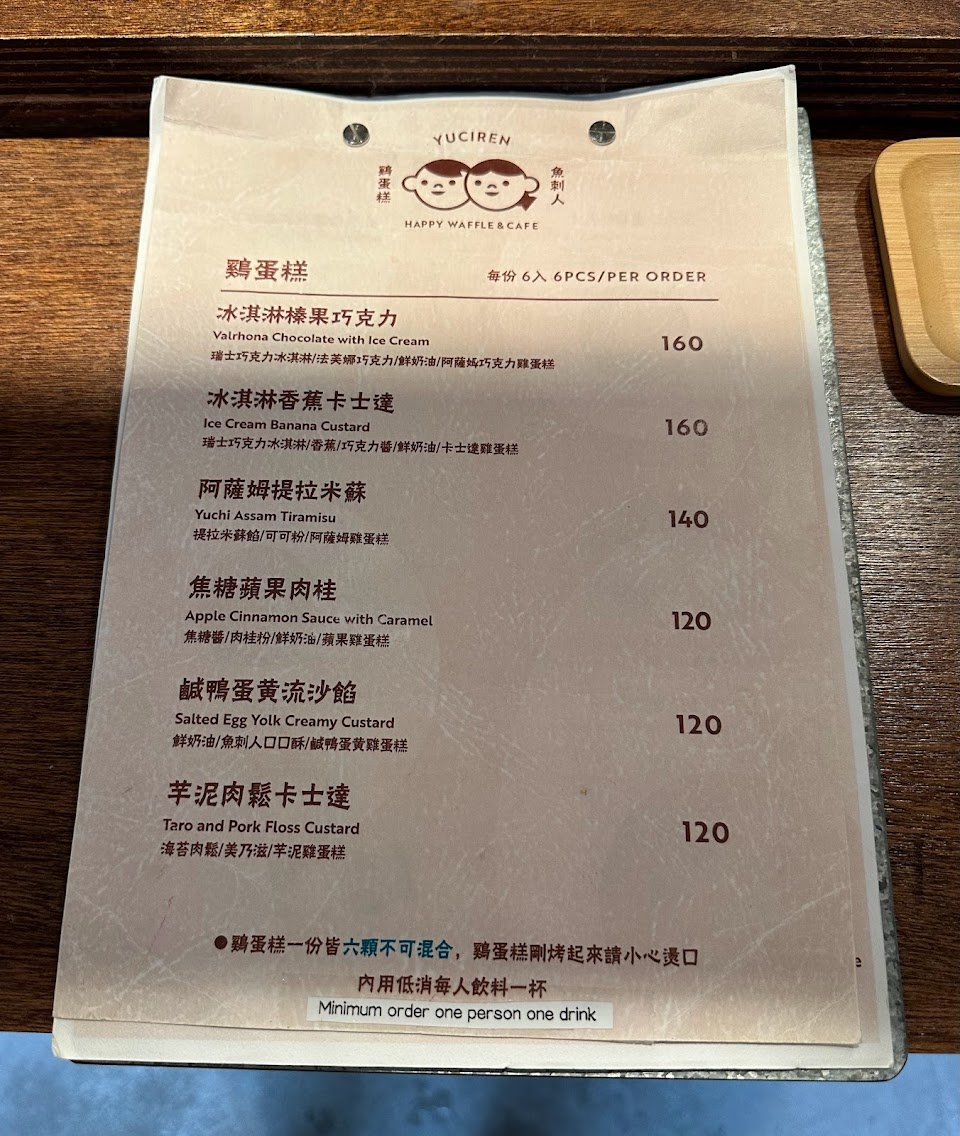 YUCIREN
鷄蛋糕
魚刺人
HAPPY WAFFLE & CAFE
鷄蛋糕 每份 6入 6PCS/PER ORDER
冰淇淋榛果巧克力
Valrhona Chocolate with Ice Cream 160
瑞士巧克力冰淇淋/法芙娜巧克力/鮮奶油/阿薩姆巧克力雞蛋糕
冰淇淋香蕉卡士達
Ice Cream Banana Custard 160
瑞士巧克力冰淇淋/香蕉/巧克力醬/鮮奶油/卡士達雞蛋糕
阿薩姆提拉米蘇
Yuchi Assam Tiramisu 140
提拉米蘇餡/可可粉/阿薩姆雞蛋糕
焦糖蘋果肉桂
Apple Cinnamon Sauce with Caramel 120
焦糖醬/肉桂粉/鮮奶油/蘋果雞蛋糕
鹹鴨蛋黄流沙餡
Salted Egg Yolk Creamy Custard 120
鮮奶油/魚刺人口口酥/鹹鴨蛋黄雞蛋糕
芋泥肉鬆卡士達
Taro and Pork Floss Custard 120
海苔肉鬆/美乃滋/芋泥雞蛋糕
●鷄蛋糕一份皆六顆不可混合，鷄蛋糕剛烤起來請小心燙口
內用低消每人飲料一杯
Minimum order one person one drink
e